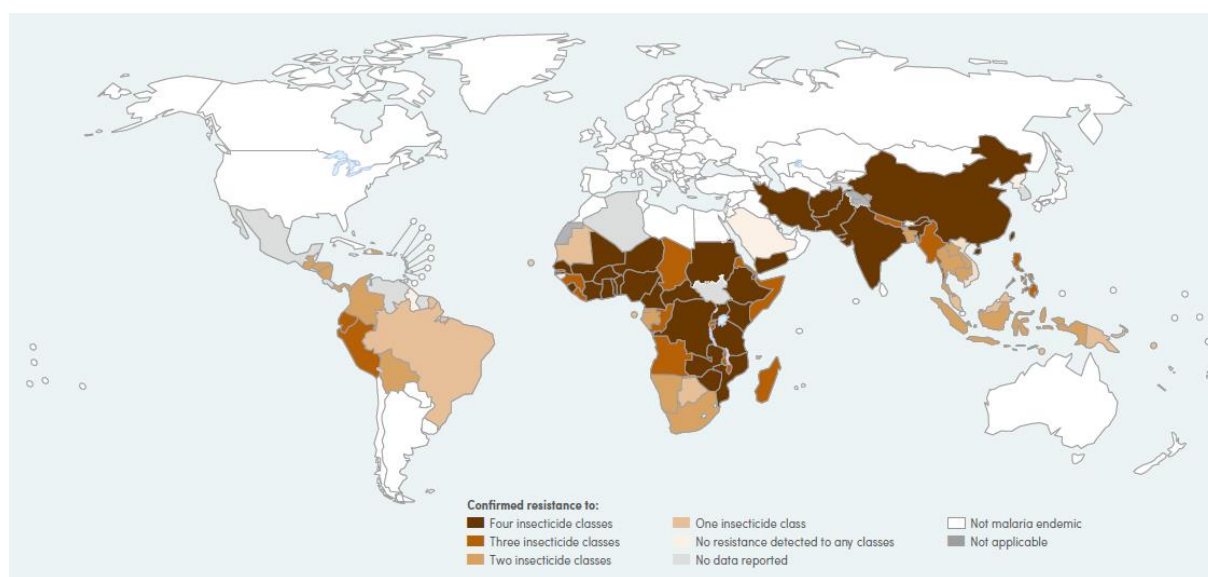 Confirmed resistance to:
Four insecticide classes
Three insecticide classes
Two insecticide classes
One insecticide class
No resistance detected to any classes
No data reported
Not malaria endemic
Not applicable